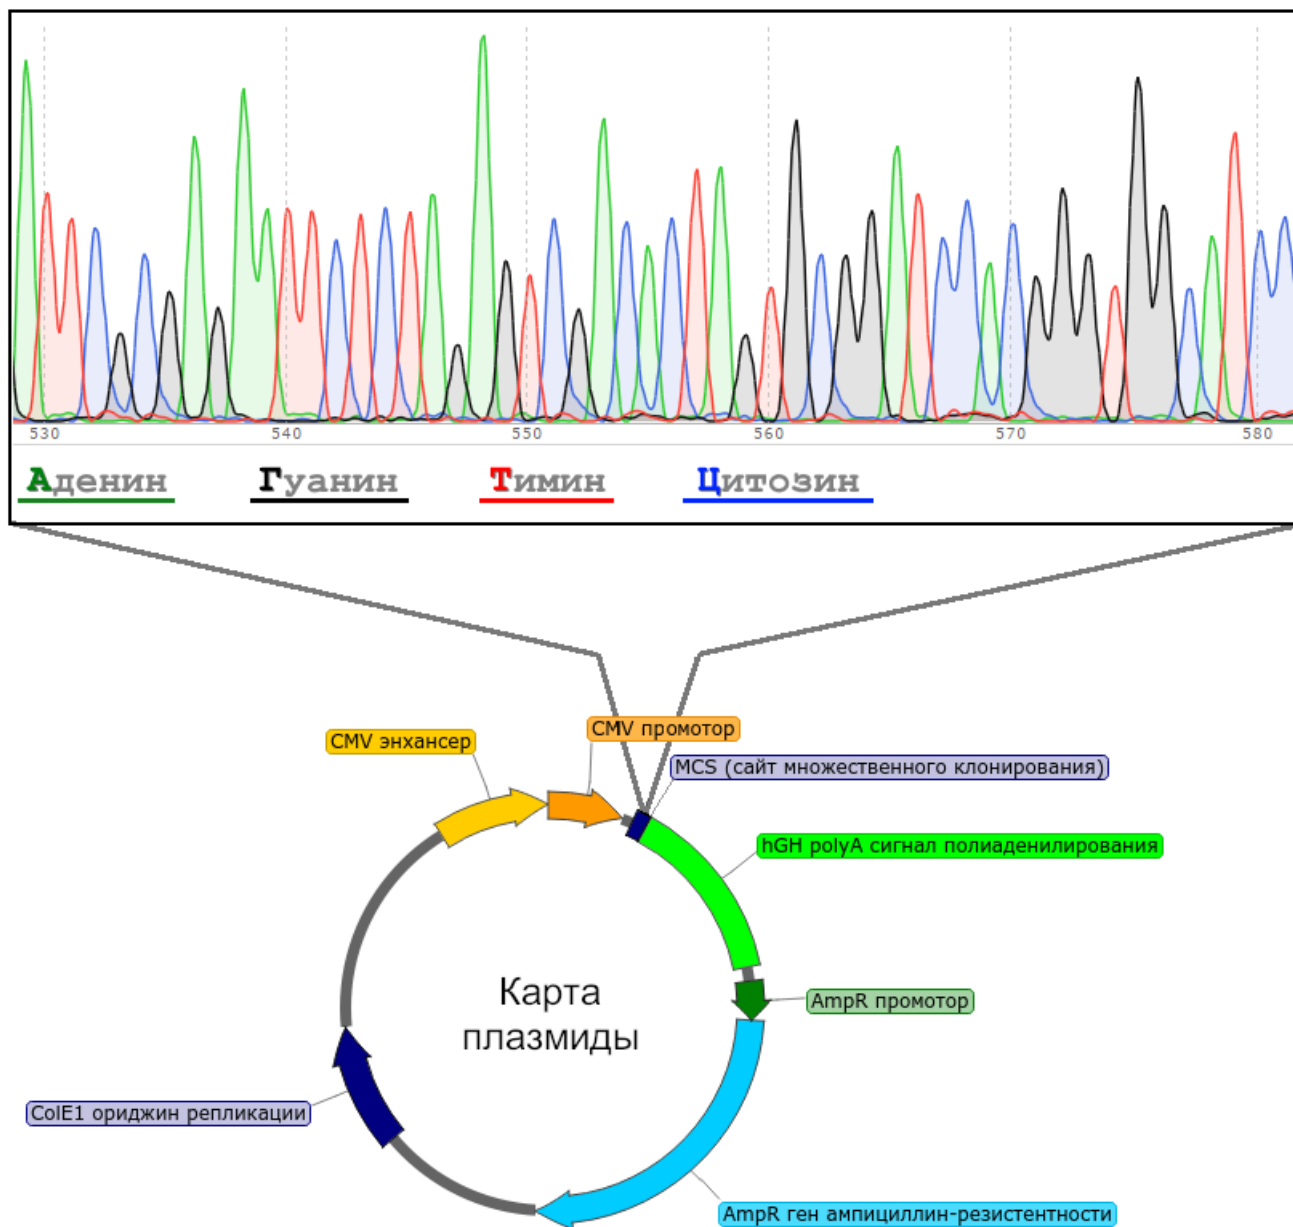 530 540 550 560 570 580
Аденин Гуанин Тимин Цитозин
CMV энхансер
CMV промотор
MCS (сайт множественного клонирования)
hGH polyA сигнал полиаденилирования
Карта
плазмиды
AmpR промотор
ColE1 ориджин репликации
AmpR ген ампициллин-резистентности